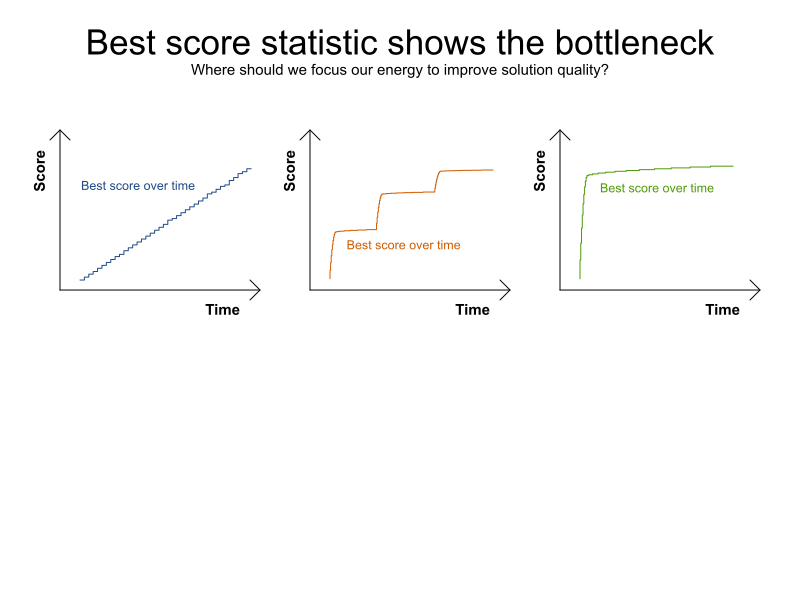 Best score statistic shows the bottleneck
Where should we focus our energy to improve solution quality?
Score
Best score over time
Time
Score
Best score over time
Time
Score
Best score over time
Time